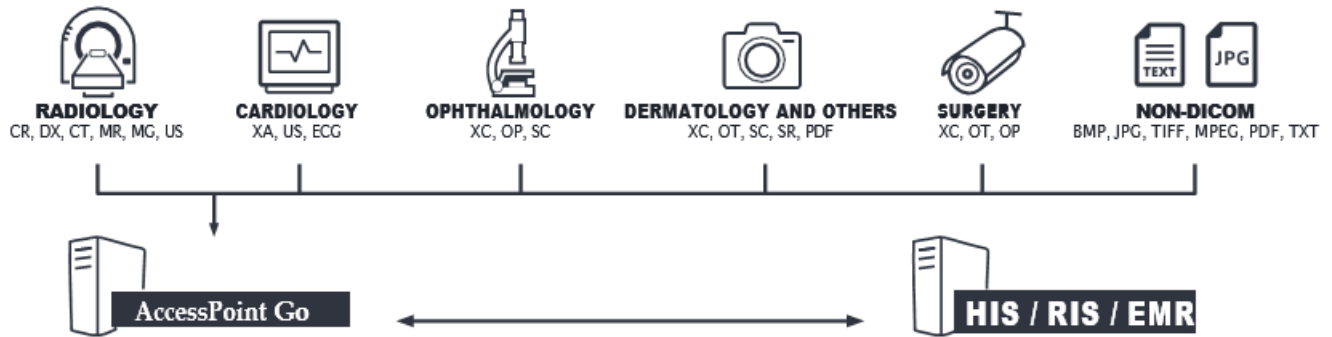 TEXT
JPG
RADIOLOGY
CR, DX, CT, MR, MG, US
CARDIOLOGY
XA, US, ECG
OPHTHALMOLOGY
XC, OP, SC
DERMATOLOGY AND OTHERS
XC, OT, SC, SR, PDF
SURGERY
XC, OT, OP
NON-DICOM
BMP, JPG, TIFF, MPEG, PDF, TXT
AccessPoint Go
HIS / RIS / EMR